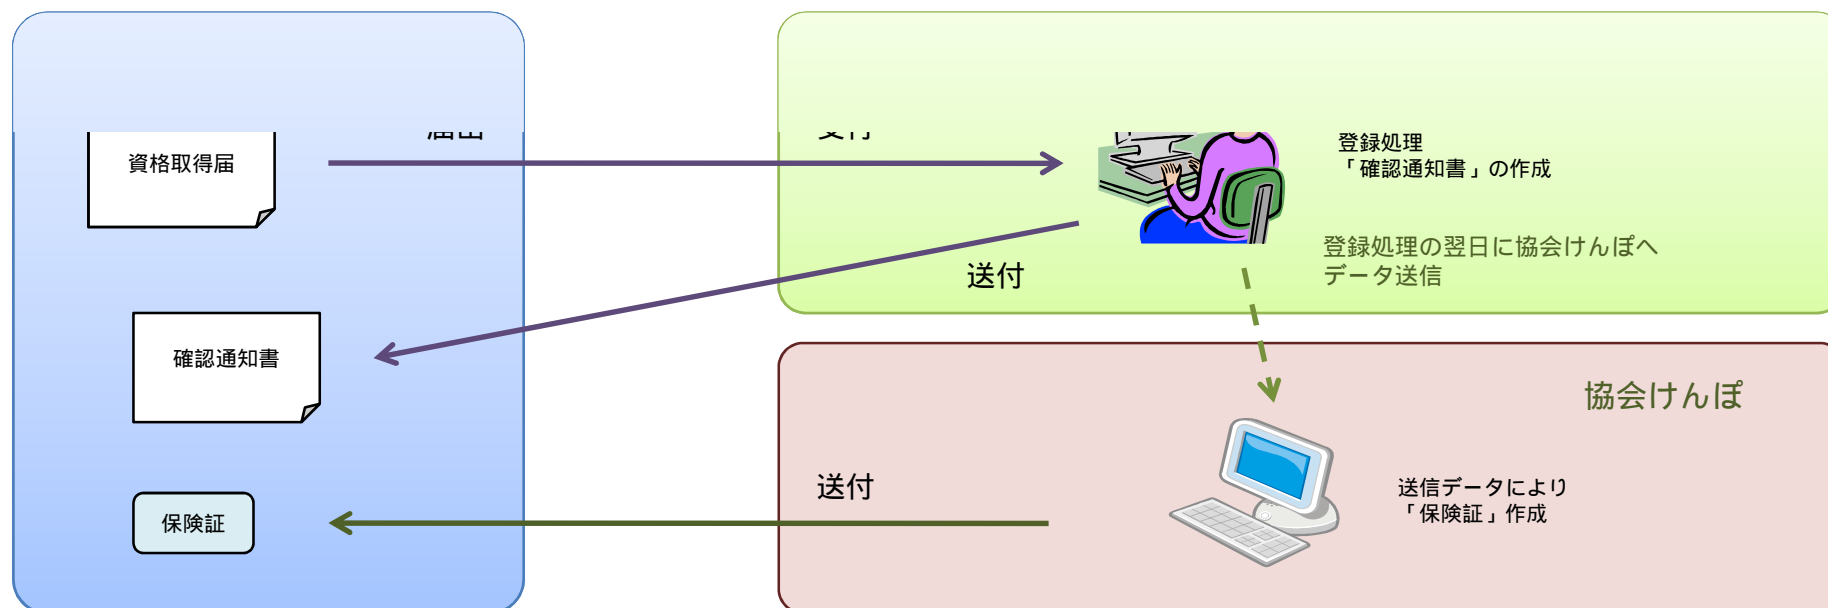 資格取得届
登録処理
「確認通知書」の作成
登録処理の翌日に協会けんぽへ
データ送信
送付
確認通知書
協会けんぽ
送付
送信データにより
「保険証」作成
保険証